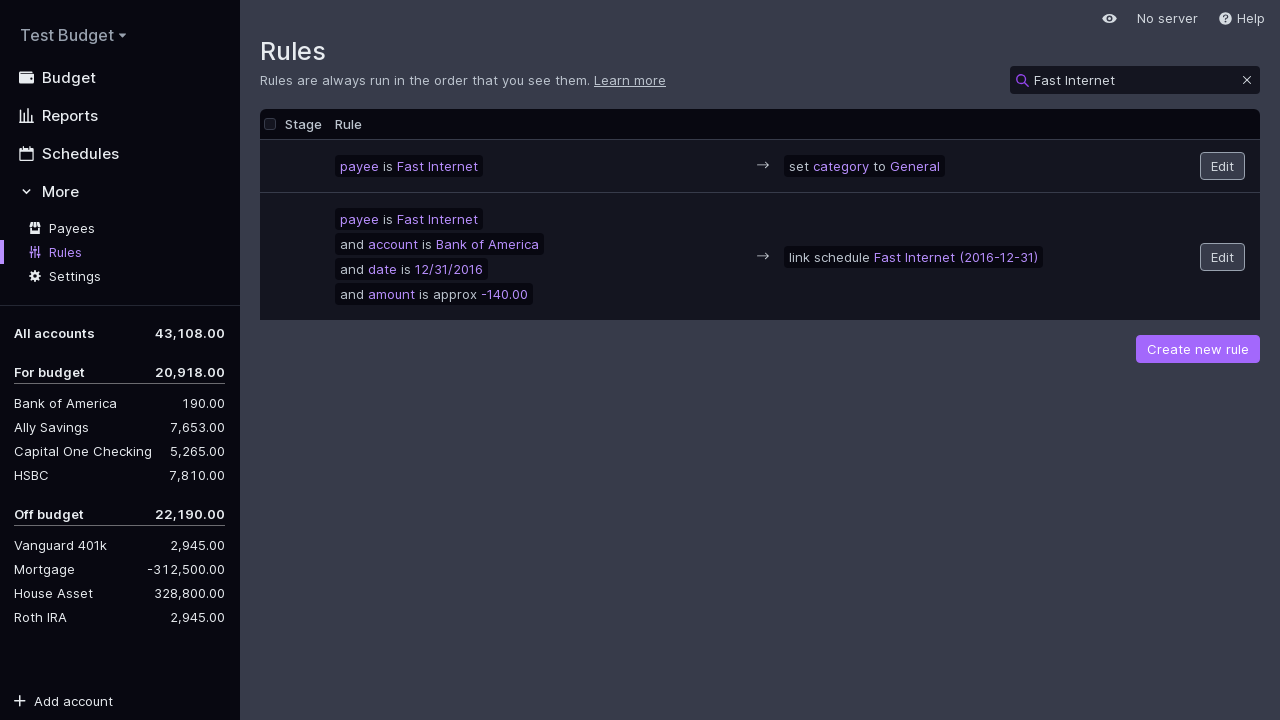 Test Budget
Budget
Reports
Schedules
More
Payees
Rules
Settings
All accounts 43,108.00
For budget 20,918.00
Bank of America 190.00
Ally Savings 7,653.00
Capital One Checking 5,265.00
HSBC 7,810.00
Off budget 22,190.00
Vanguard 401k 2,945.00
Mortgage -312,500.00
House Asset 328,800.00
Roth IRA 2,945.00
Add account
No server Help
Rules
Rules are always run in the order that you see them. Learn more
Fast Internet
Stage Rule
payee is Fast Internet → set category to General Edit
payee is Fast Internet
and account is Bank of America
and date is 12/31/2016
and amount is approx -140.00
→ link schedule Fast Internet (2016-12-31) Edit
Create new rule